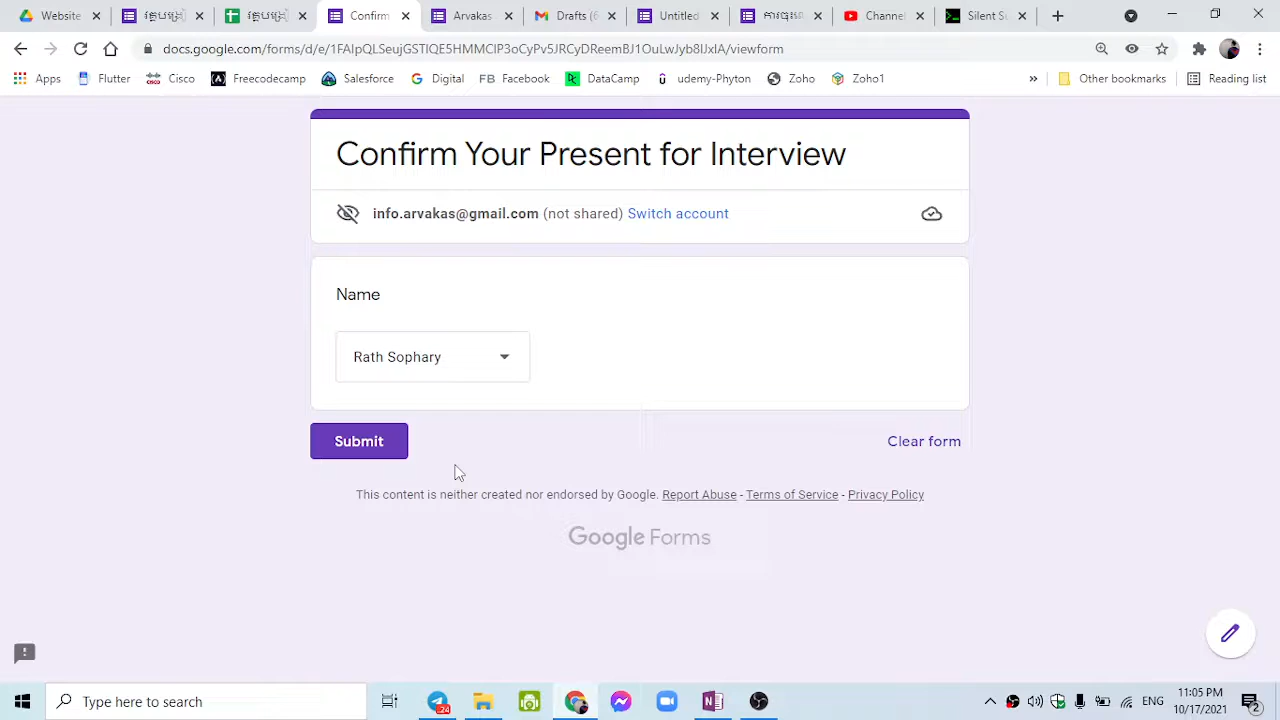 Website
Confirm
Arvakas
Drafts (6
Untitled
Channel
Silent S
docs.google.com/forms/d/e/1FAIpQLSeujGSTIQE5HMMCIP3oCyPv5JRCyDReemBJ1OuLwJyb8IJxIA/viewform
Apps
Flutter
Cisco
Freecodecamp
Salesforce
Digital
FB Facebook
DataCamp
udemy-Phyton
Zoho
Zoho1
»
Other bookmarks
Reading list
Confirm Your Present for Interview
info.arvakas@gmail.com (not shared) Switch account
Name
Rath Sophary
Submit
Clear form
This content is neither created nor endorsed by Google. Report Abuse - Terms of Service - Privacy Policy
Google Forms
Type here to search
24
ENG
11:05 PM
10/17/2021
2